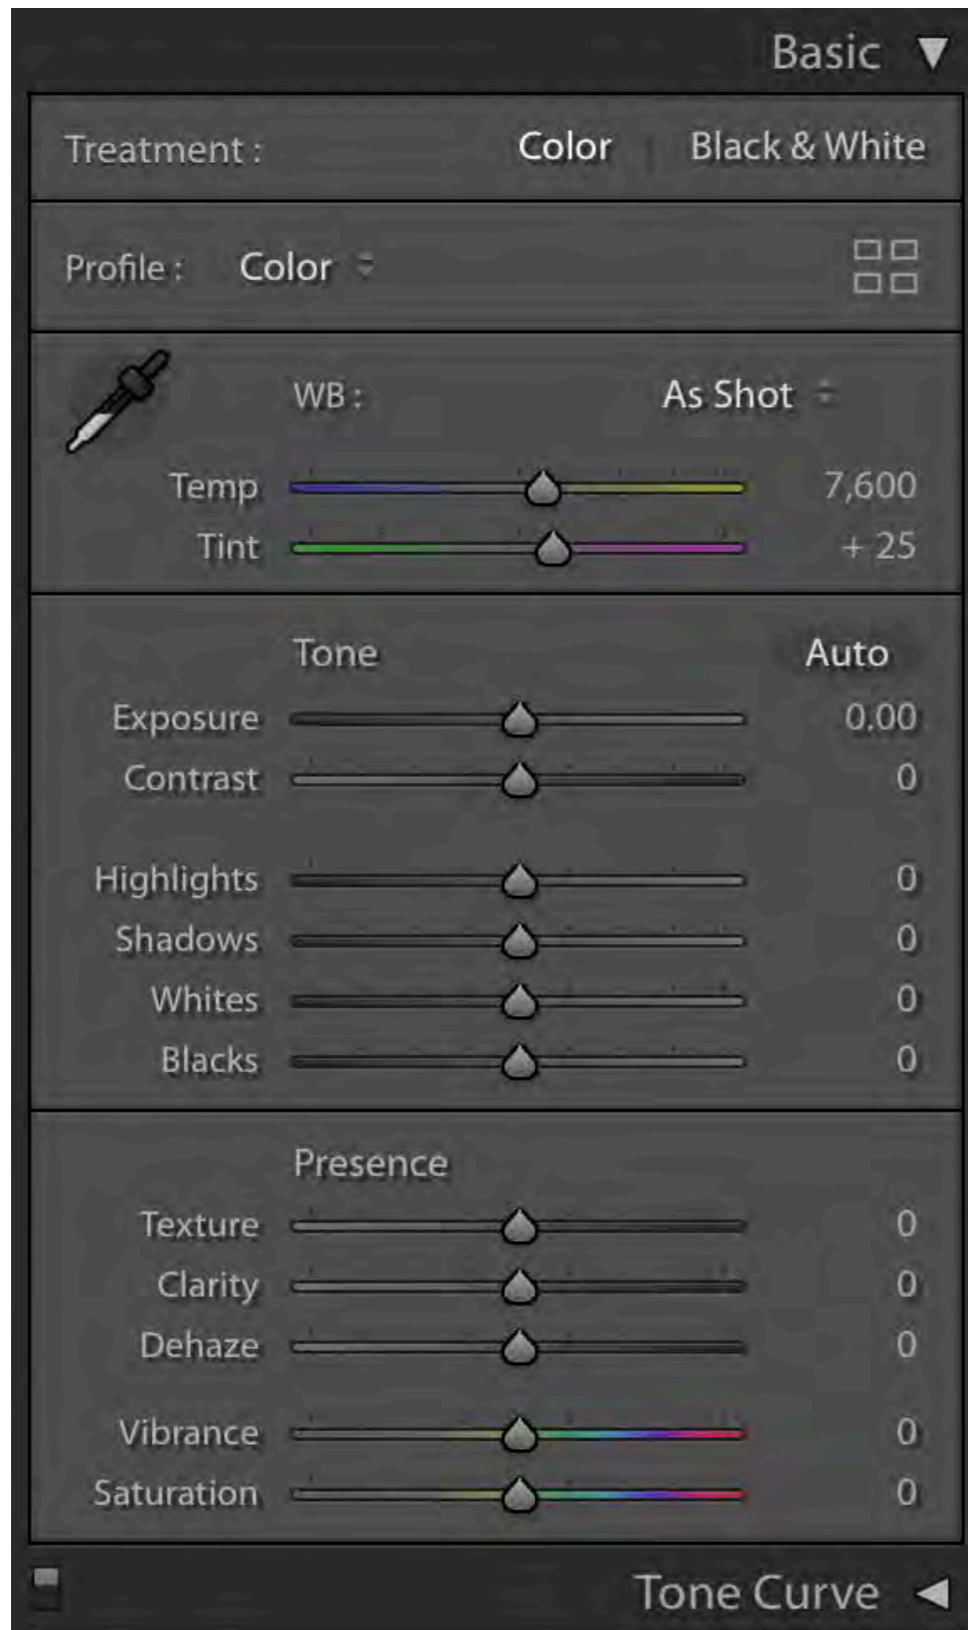 Basic
Treatment : Color Black & White
Profile : Color
WB : As Shot
Temp 7,600
Tint + 25
Tone Auto
Exposure 0.00
Contrast 0
Highlights 0
Shadows 0
Whites 0
Blacks 0
Presence
Texture 0
Clarity 0
Dehaze 0
Vibrance 0
Saturation 0
Tone Curve